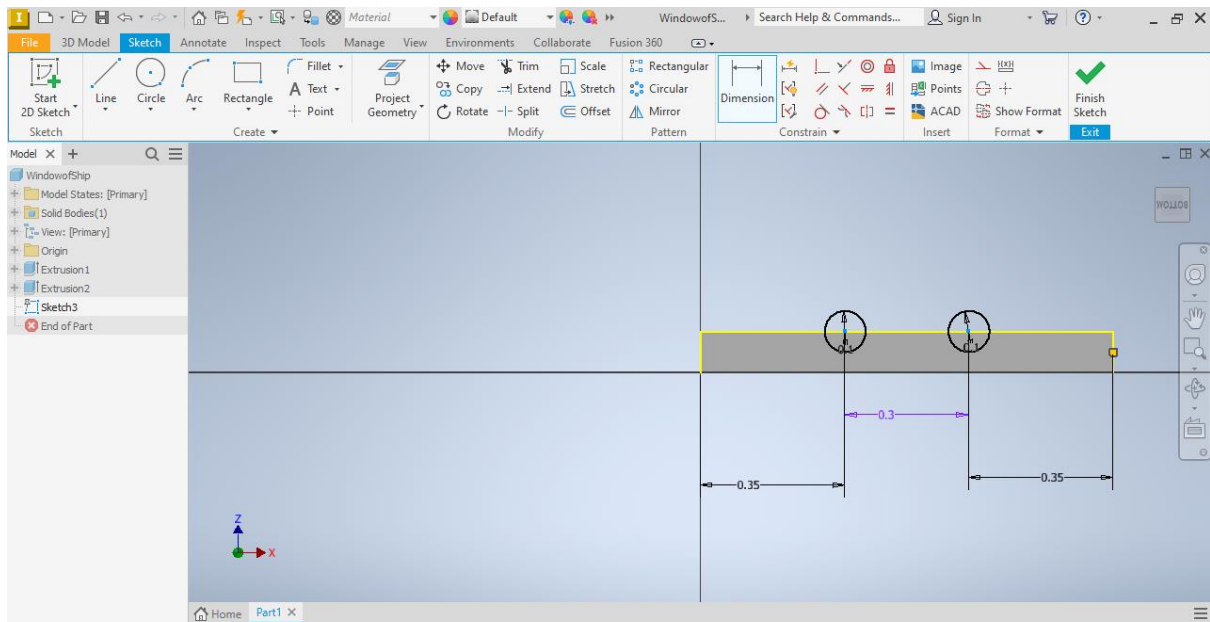 Material Default WindowofS... Search Help & Commands... Sign In
File 3D Model Sketch Annotate Inspect Tools Manage View Environments Collaborate Fusion 360
Start 2D Sketch
Line
Circle
Arc
Rectangle
Fillet
Text
Point
Project Geometry
Move Trim Scale
Copy Extend Stretch
Rotate Split Offset
Rectangular
Circular
Mirror
Dimension
Image
Points
ACAD
Show Format
Finish Sketch
Sketch Create Modify Pattern Constrain Insert Format Exit
Model
WindowofShip
Model States: [Primary]
Solid Bodies(1)
View: [Primary]
Origin
Extrusion1
Extrusion2
Sketch3
End of Part
BOTTOM
0.1 0.1
0.3
0.35 0.35
Z
X
Home Part1